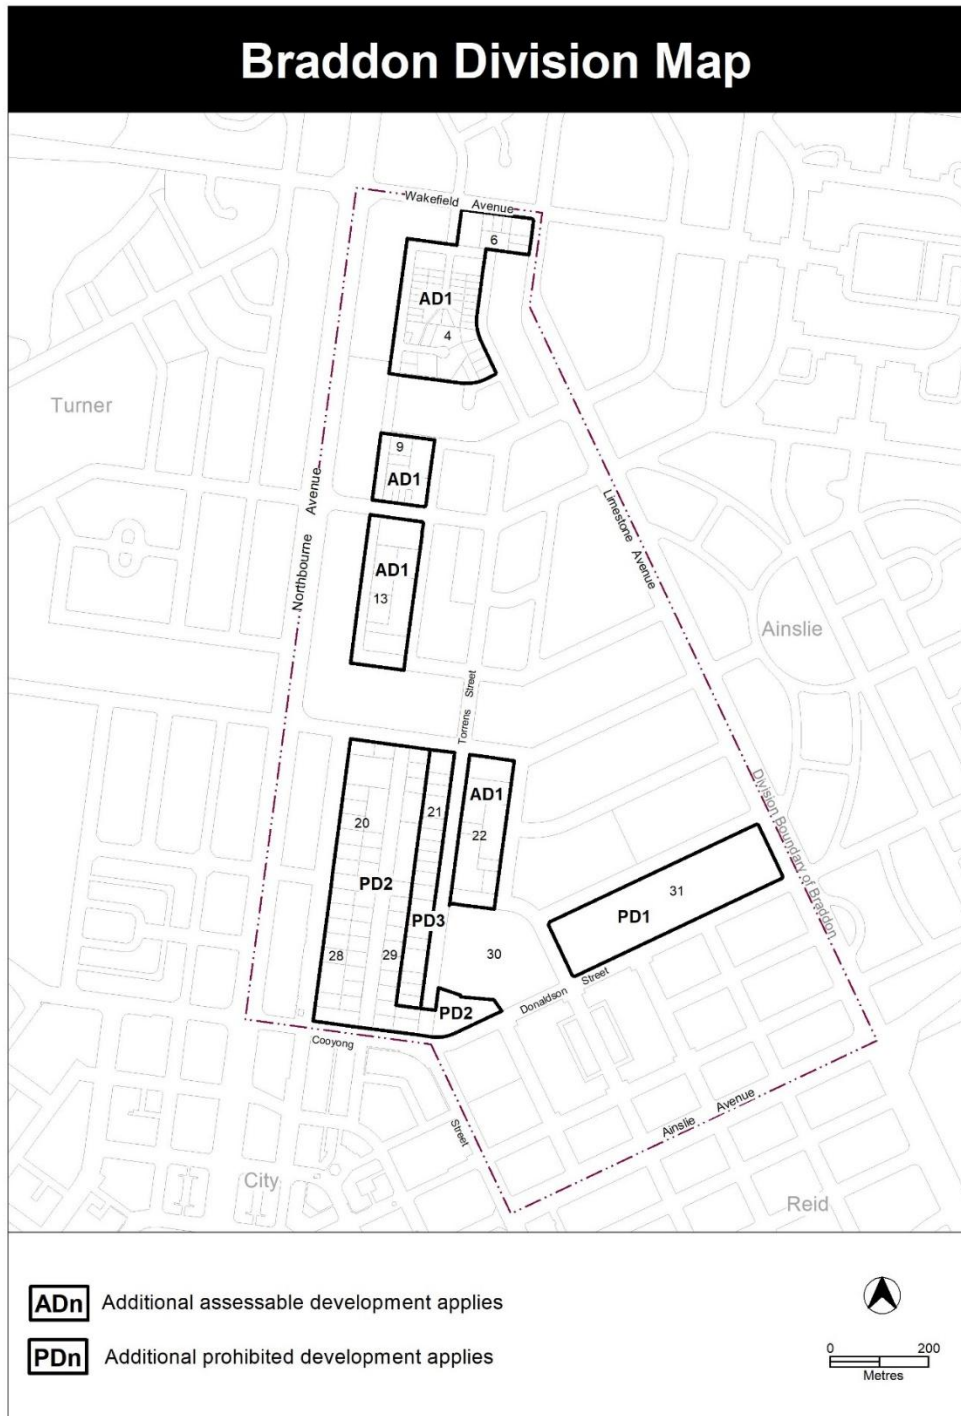 Braddon Division Map
Wakefield Avenue
6
AD1
4
Turner
9
AD1
Northbourne Avenue
Limestone Avenue
AD1
13
Ainslie
Torrens Street
AD1
21
20
22
Division Boundary of Braddon
PD2
31
PD1
PD3
28
29
30
Donaldson Street
PD2
Cooyong Street
Ainslie Avenue
City
Reid
ADn Additional assessable development applies
PDn Additional prohibited development applies
0 200
Metres